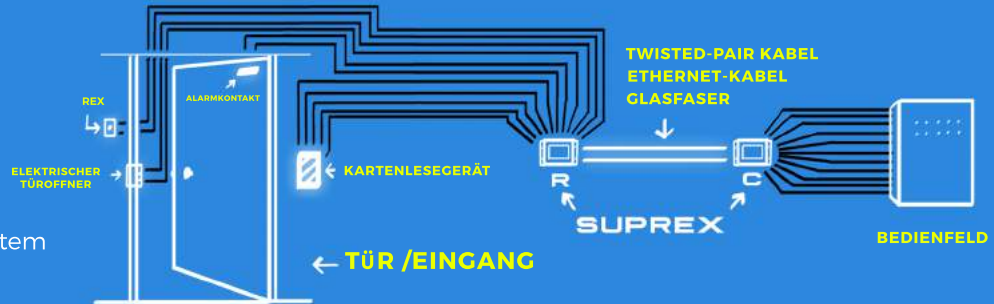 REX
ALARMKONTAKT
ELEKTRISCHER
TÜROFFNER
KARTENLESEGERÄT
TWISTED-PAIR KABEL
ETHERNET-KABEL
GLASFASER
R
C
SUPREX
BEDIENFELD
tem
TÜR /EINGANG